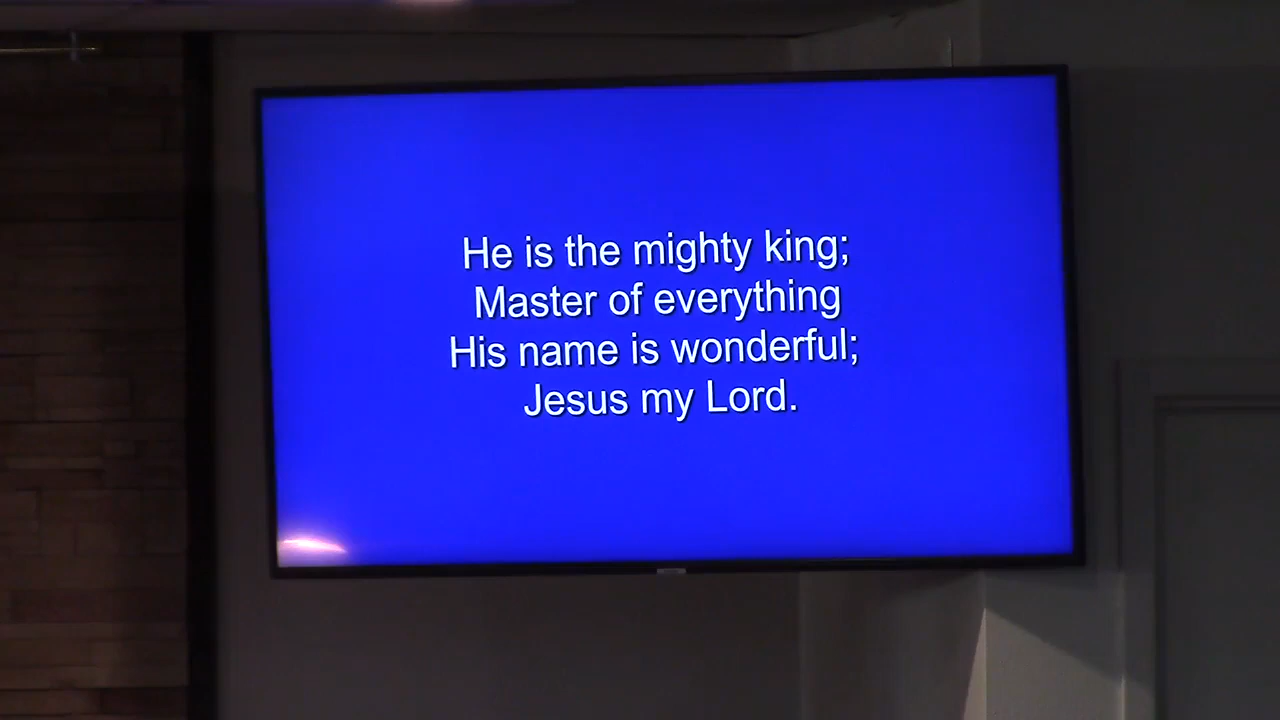 He is the mighty king;
Master of everything
His name is wonderful;
Jesus my Lord.